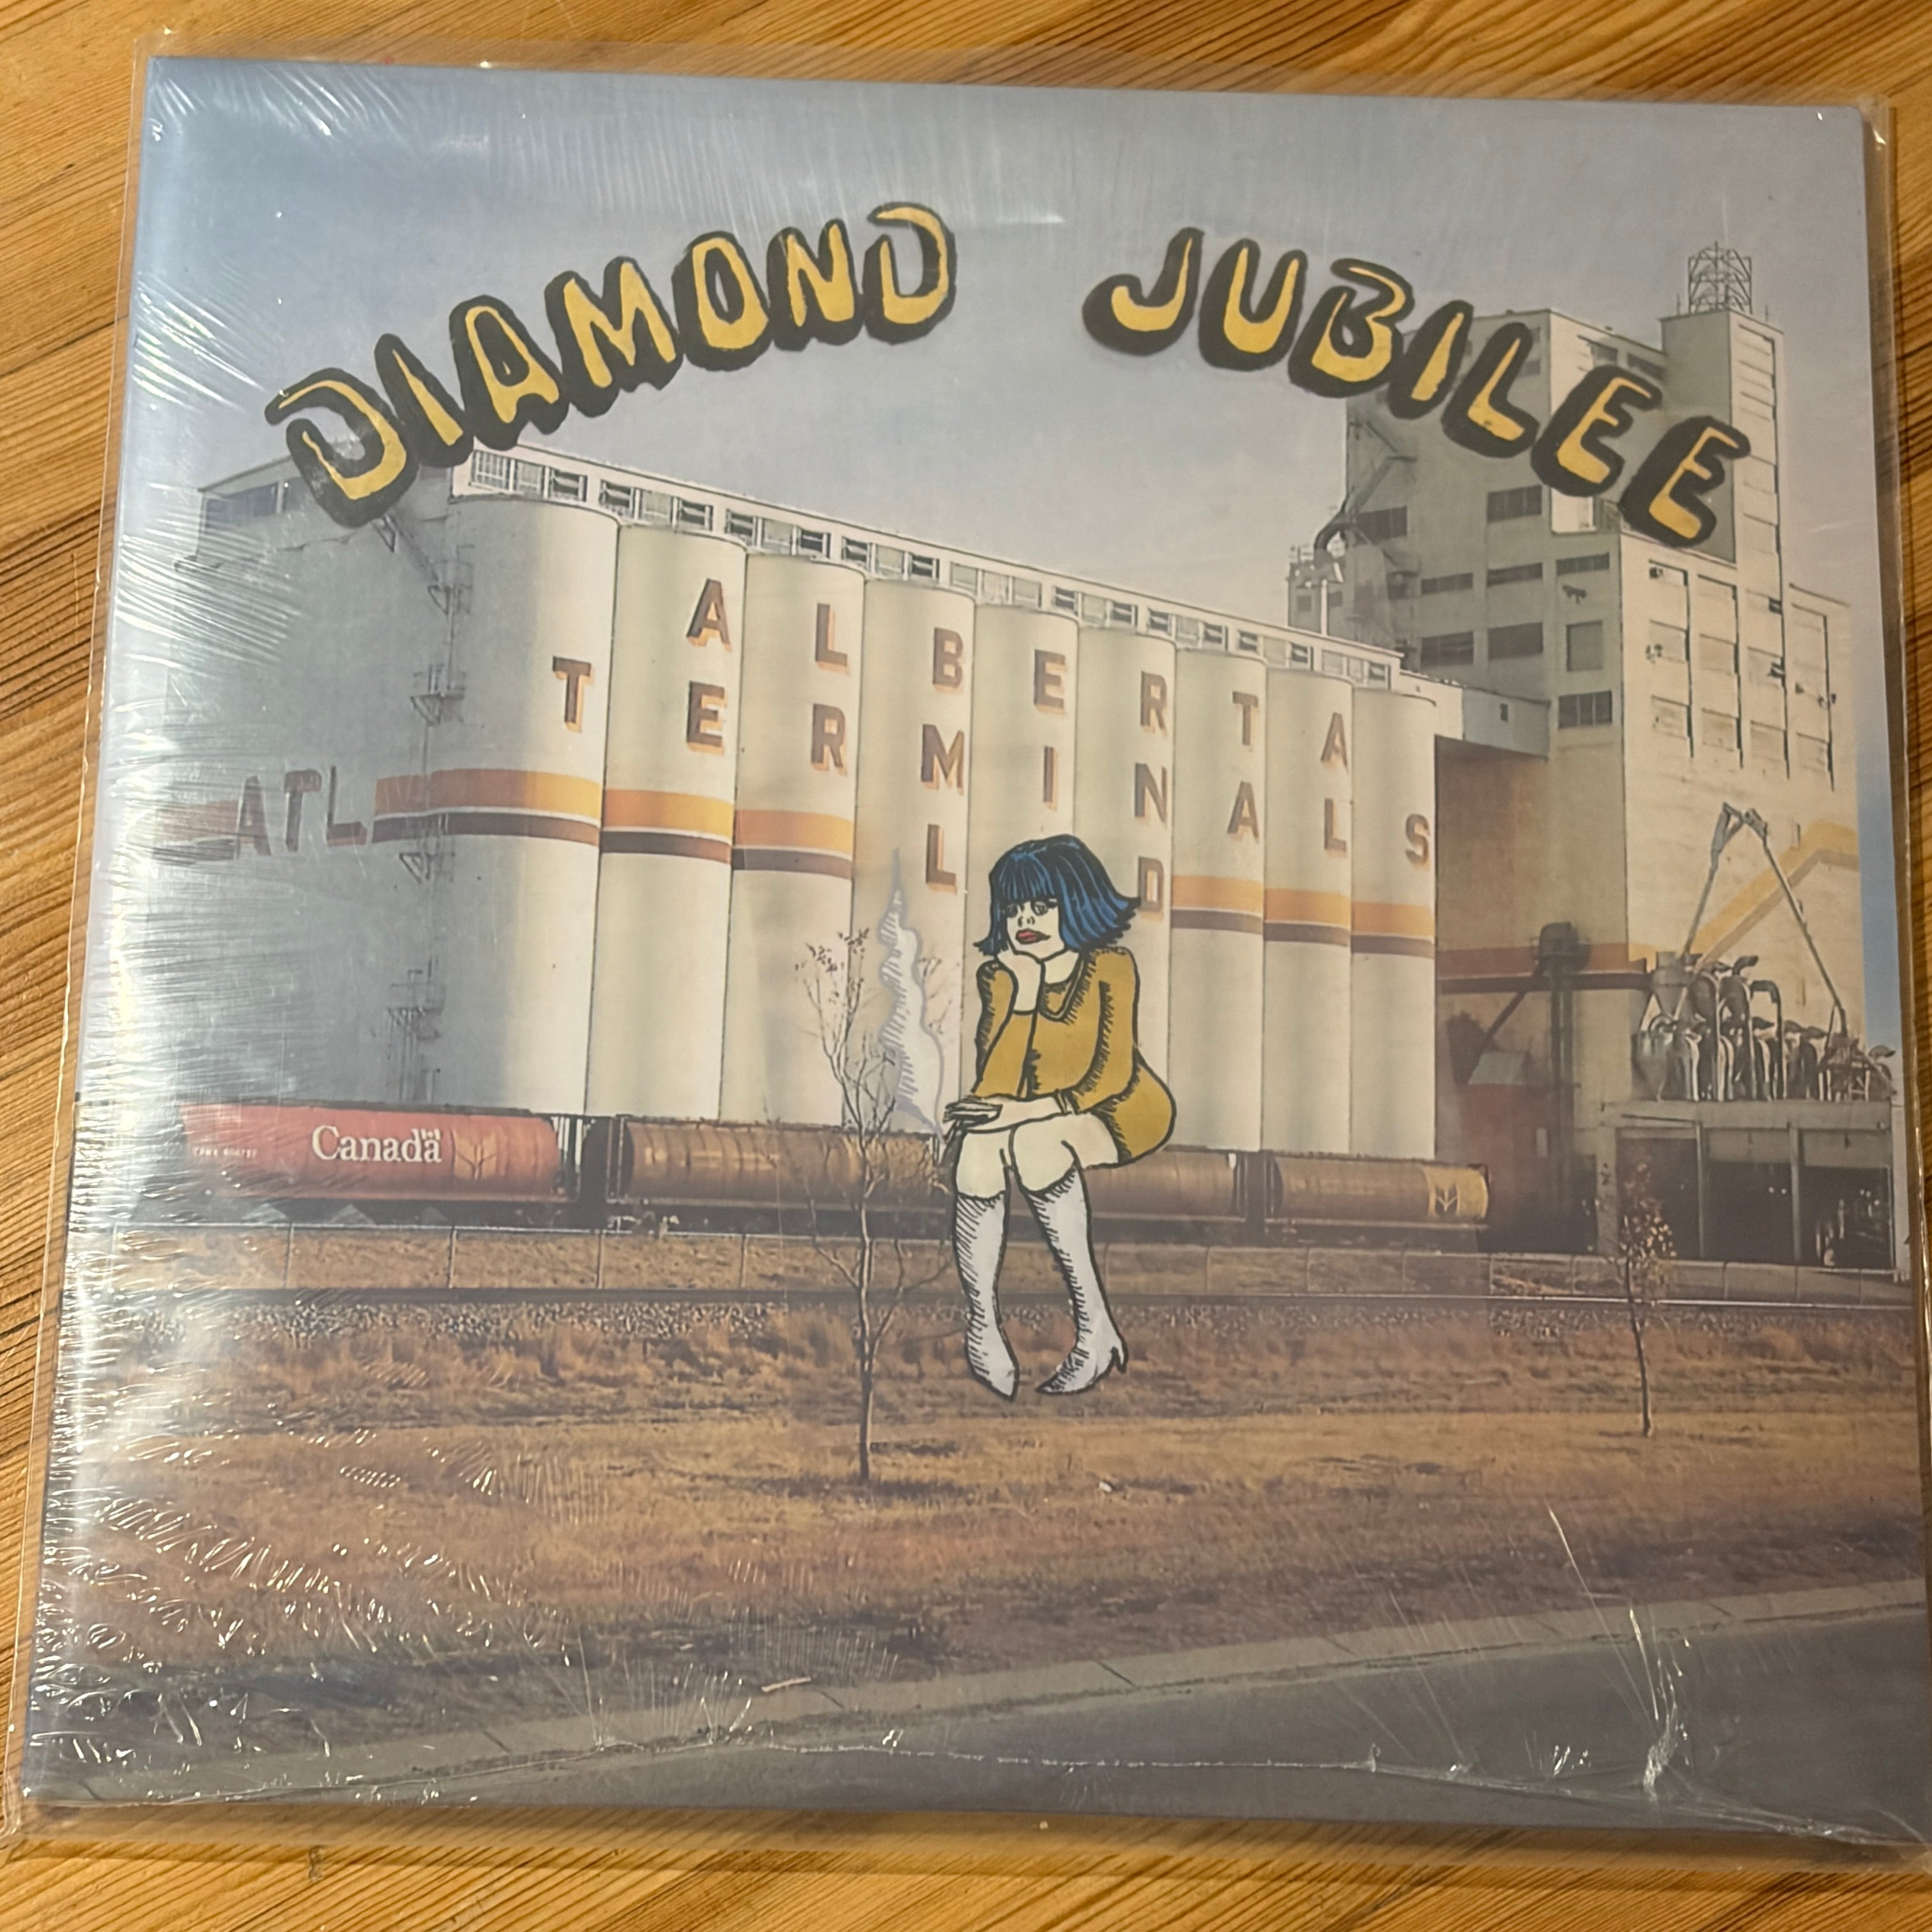 DIAMOND JUBILEE
ALBERTA
TERMINALS
L D
ATL
Canada